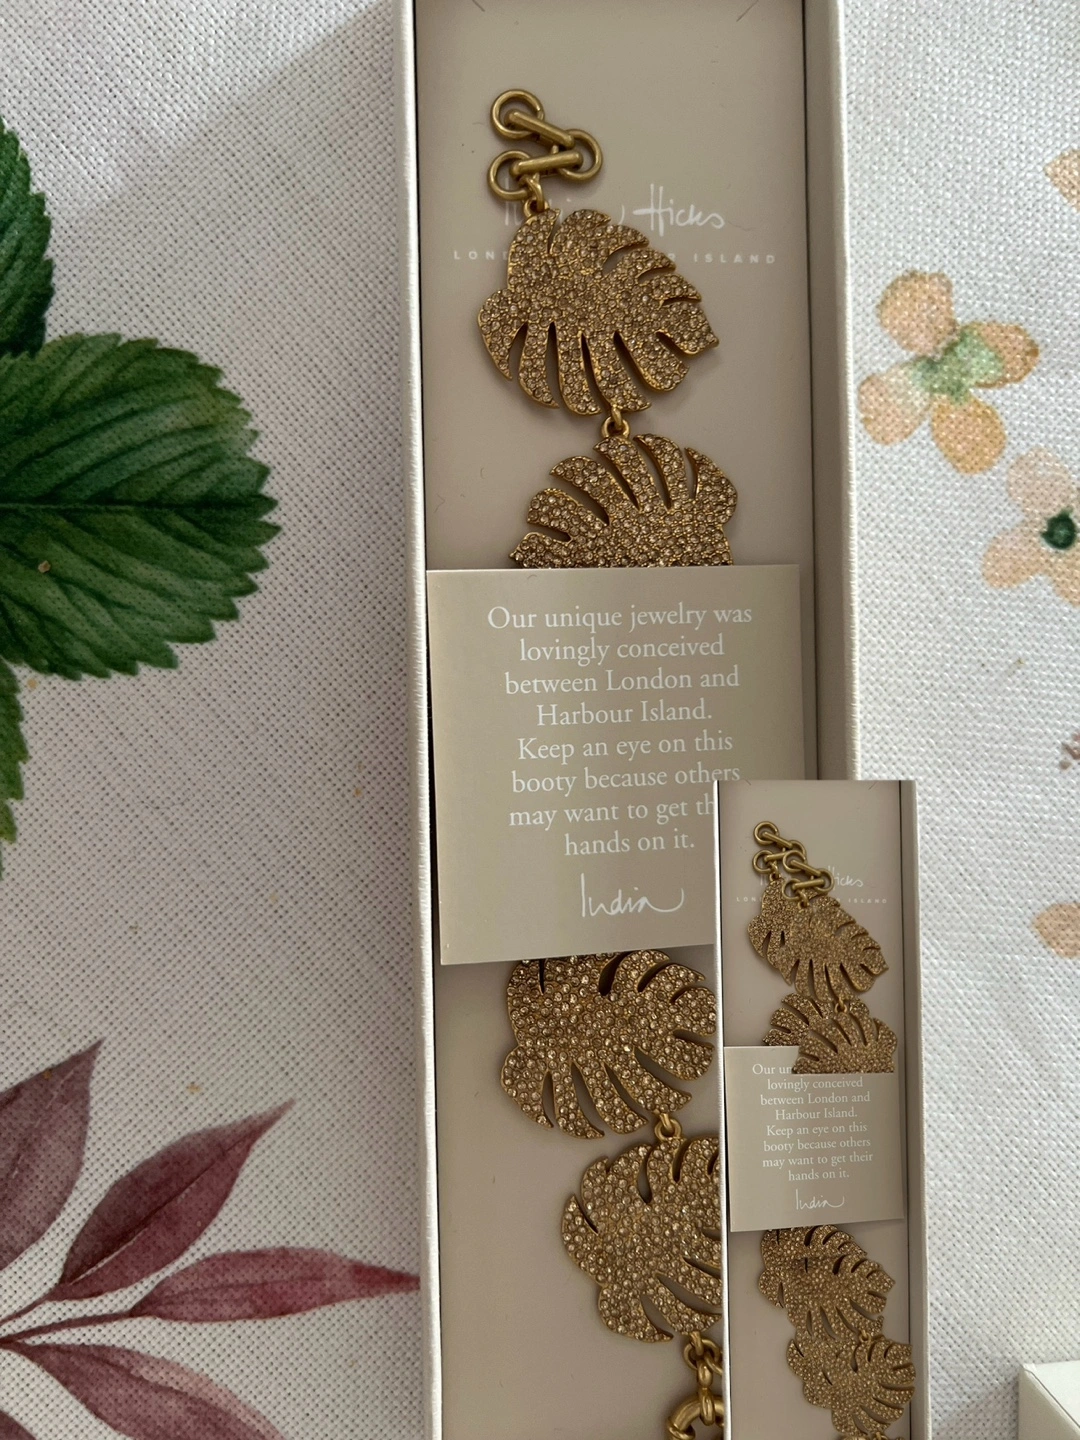 Hicks
LON
R ISLAND
Our unique jewelry was
lovingly conceived
between London and
Harbour Island.
Keep an eye on this
booty because others
may want to get th
hands on it.
India
Hicks
LON
ISLAND
Our un
lovingly conceived
between London and
Harbour Island.
Keep an eye on this
booty because others
may want to get their
hands on it.
India